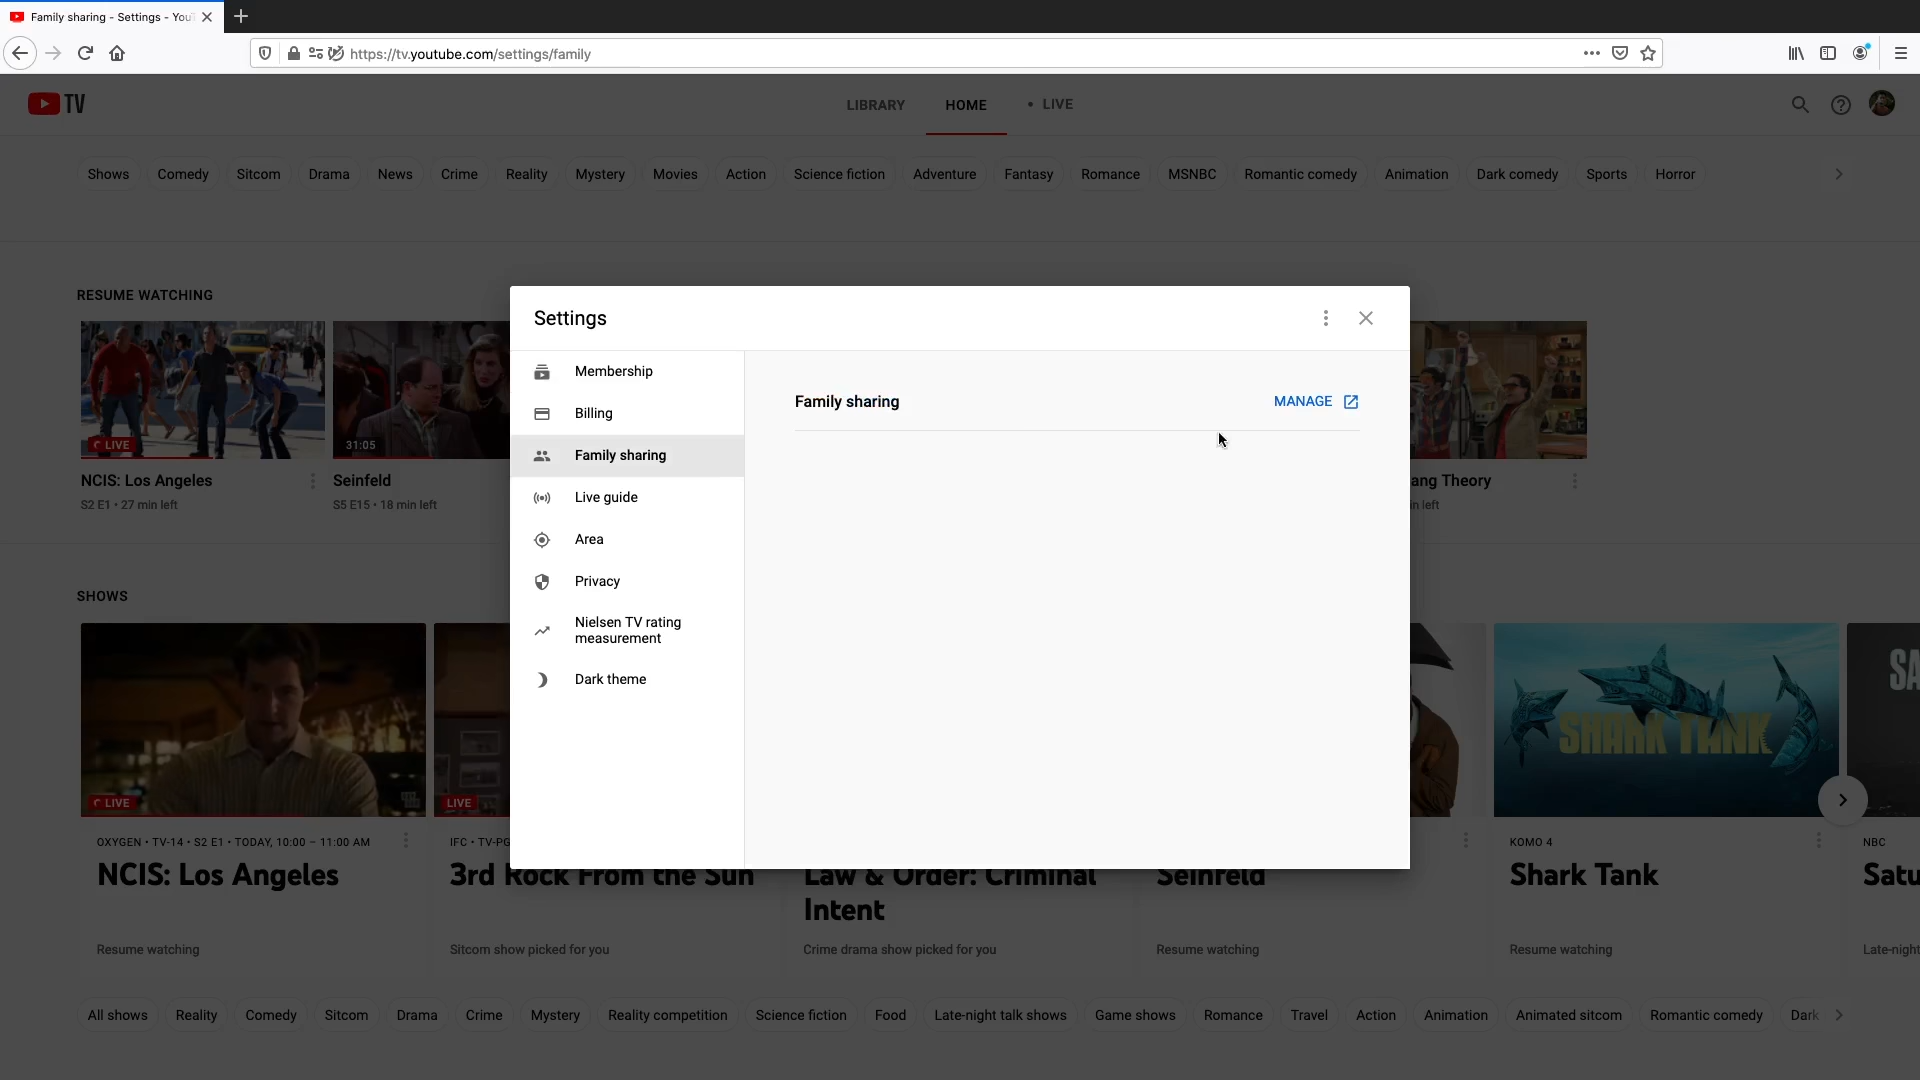 Family sharing - Settings - You
https://tv.youtube.com/settings/family
TV
LIBRARY
HOME
• LIVE
Shows
Comedy
Sitcom
Drama
News
Crime
Reality
Mystery
Movies
Action
Science fiction
Adventure
Fantasy
Romance
MSNBC
Romantic comedy
Animation
Dark comedy
Sports
Horror
RESUME WATCHING
LIVE
NCIS: Los Angeles
S2 E1 • 27 min left
31:05
Seinfeld
S5 E15 • 18 min left
ang Theory
in left
Settings
Membership
Billing
Family sharing
Live guide
Area
Privacy
Nielsen TV rating
measurement
Dark theme
Family sharing
MANAGE
SHOWS
LIVE
OXYGEN • TV-14 • S2 E1 • TODAY, 10:00 – 11:00 AM
NCIS: Los Angeles
Resume watching
LIVE
IFC • TV-PG
3rd Rock From the Sun
Sitcom show picked for you
Law & Order: Criminal
Intent
Crime drama show picked for you
Seinfeld
Resume watching
SHARK TANK
KOMO 4
Shark Tank
Resume watching
SA
NBC
Satu
Late-night
All shows
Reality
Comedy
Sitcom
Drama
Crime
Mystery
Reality competition
Science fiction
Food
Late-night talk shows
Game shows
Romance
Travel
Action
Animation
Animated sitcom
Romantic comedy
Dark